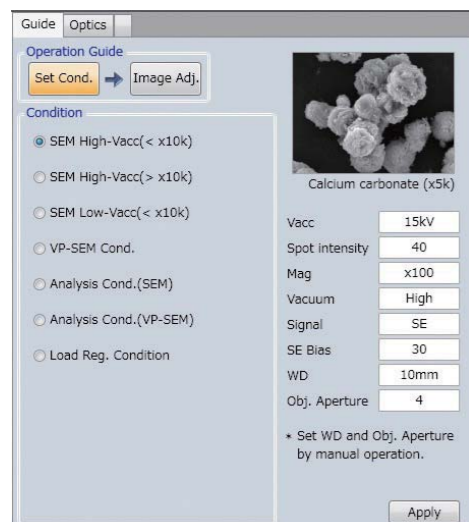 Guide Optics
Operation Guide
Set Cond. Image Adj.
Condition
SEM High-Vacc(< x10k)
SEM High-Vacc(> x10k)
SEM Low-Vacc(< x10k)
VP-SEM Cond.
Analysis Cond.(SEM)
Analysis Cond.(VP-SEM)
Load Reg. Condition
Calcium carbonate (x5k)
Vacc 15kV
Spot intensity 40
Mag x100
Vacuum High
Signal SE
SE Bias 30
WD 10mm
Obj. Aperture 4
* Set WD and Obj. Aperture
by manual operation.
Apply